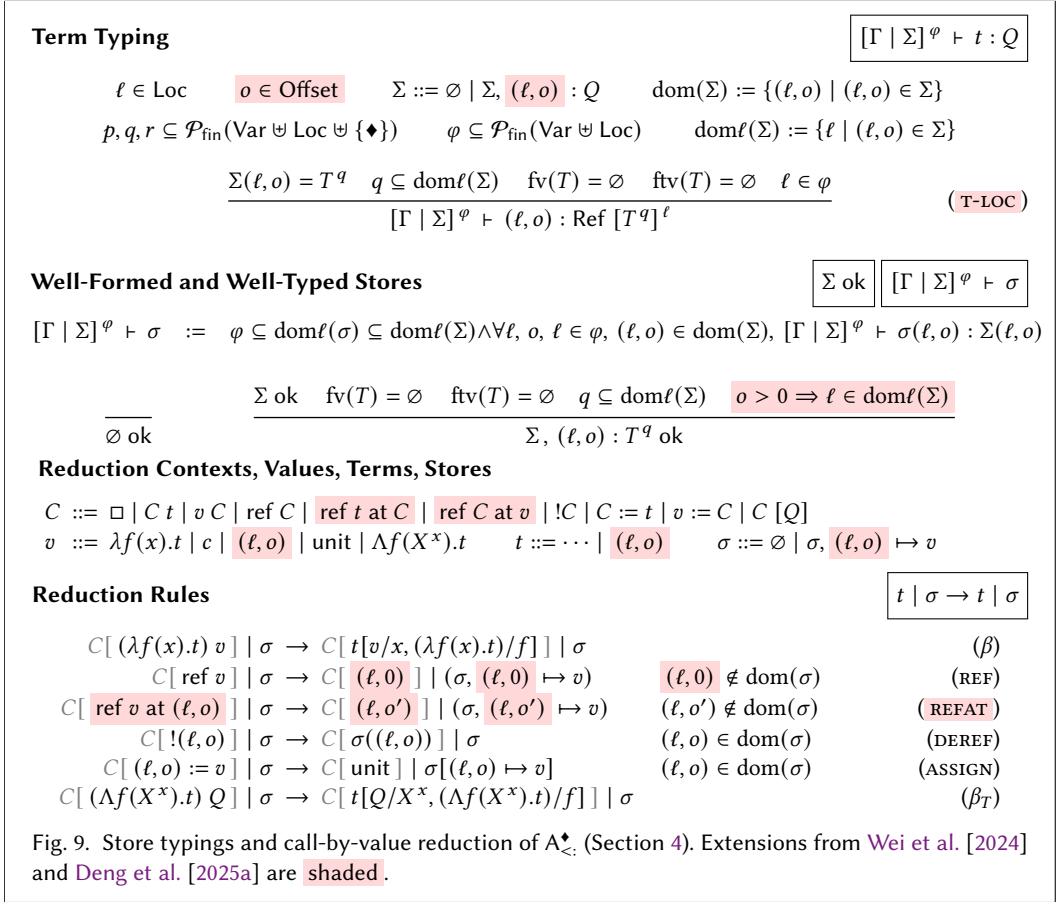 Term Typing [Γ | Σ]^φ ⊢ t : Q
ℓ ∈ Loc o ∈ Offset Σ ::= ∅ | Σ, (ℓ, o) : Q dom(Σ) := {(ℓ, o) | (ℓ, o) ∈ Σ}
p, q, r ⊆ 𝒫_fin(Var ⊎ Loc ⊎ {♦}) φ ⊆ 𝒫_fin(Var ⊎ Loc) domℓ(Σ) := {ℓ | (ℓ, o) ∈ Σ}
Σ(ℓ, o) = T^q q ⊆ domℓ(Σ) fv(T) = ∅ ftv(T) = ∅ ℓ ∈ φ
[Γ | Σ]^φ ⊢ (ℓ, o) : Ref [T^q]^ℓ
(T-LOC)
Well-Formed and Well-Typed Stores Σ ok [Γ | Σ]^φ ⊢ σ
[Γ | Σ]^φ ⊢ σ := φ ⊆ domℓ(σ) ⊆ domℓ(Σ)∧∀ℓ, o, ℓ ∈ φ, (ℓ, o) ∈ dom(Σ), [Γ | Σ]^φ ⊢ σ(ℓ, o) : Σ(ℓ, o)
Σ ok fv(T) = ∅ ftv(T) = ∅ q ⊆ domℓ(Σ) o > 0 ⇒ ℓ ∈ domℓ(Σ)
∅ ok Σ, (ℓ, o) : T^q ok
Reduction Contexts, Values, Terms, Stores
C ::= □ | C t | v C | ref C | ref t at C | ref C at v | !C | C := t | v := C | C [Q]
v ::= λf(x).t | c | (ℓ, o) | unit | Λf(X^x).t t ::= ⋯ | (ℓ, o) σ ::= ∅ | σ, (ℓ, o) ↦ v
Reduction Rules t | σ → t | σ
C[ (λf(x).t) v ] | σ → C[ t[v/x, (λf(x).t)/f] ] | σ (β)
C[ ref v ] | σ → C[ (ℓ, 0) ] | (σ, (ℓ, 0) ↦ v) (ℓ, 0) ∉ dom(σ) (REF)
C[ ref v at (ℓ, o) ] | σ → C[ (ℓ, o′) ] | (σ, (ℓ, o′) ↦ v) (ℓ, o′) ∉ dom(σ) (REFAT)
C[ !(ℓ, o) ] | σ → C[ σ((ℓ, o)) ] | σ (ℓ, o) ∈ dom(σ) (DEREF)
C[ (ℓ, o) := v ] | σ → C[ unit ] | σ[(ℓ, o) ↦ v] (ℓ, o) ∈ dom(σ) (ASSIGN)
C[ (Λf(X^x).t) Q ] | σ → C[ t[Q/X^x, (Λf(X^x).t)/f] ] | σ (β_T)
Fig. 9. Store typings and call-by-value reduction of A^♦_<: (Section 4). Extensions from Wei et al. [2024]
and Deng et al. [2025a] are shaded.